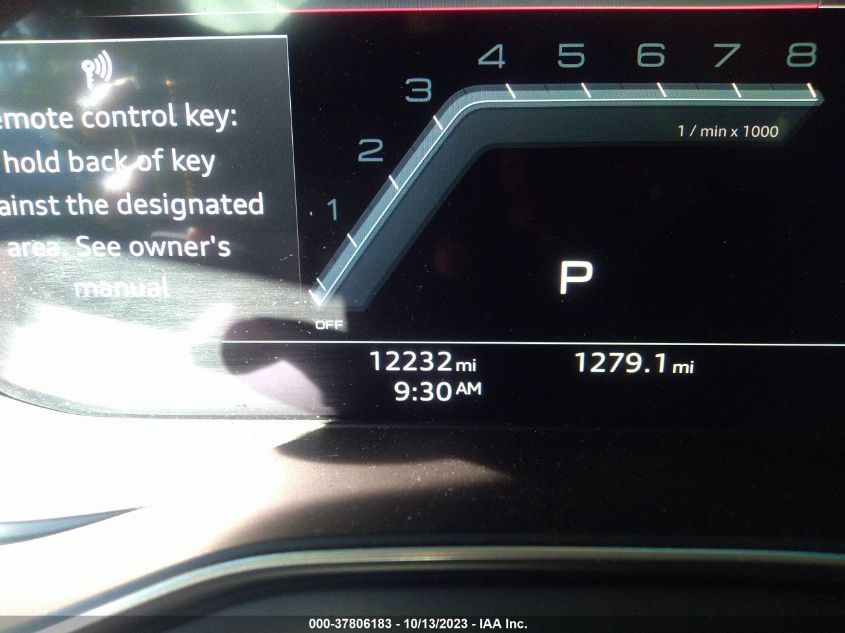 emote control key:
hold back of key
ainst the designated
area. See owner's
manual
1
2
3
4
5
6
7
8
1 / min x 1000
P
OFF
12232 mi
1279.1 mi
9:30 AM
000-37806183 - 10/13/2023 - IAA Inc.